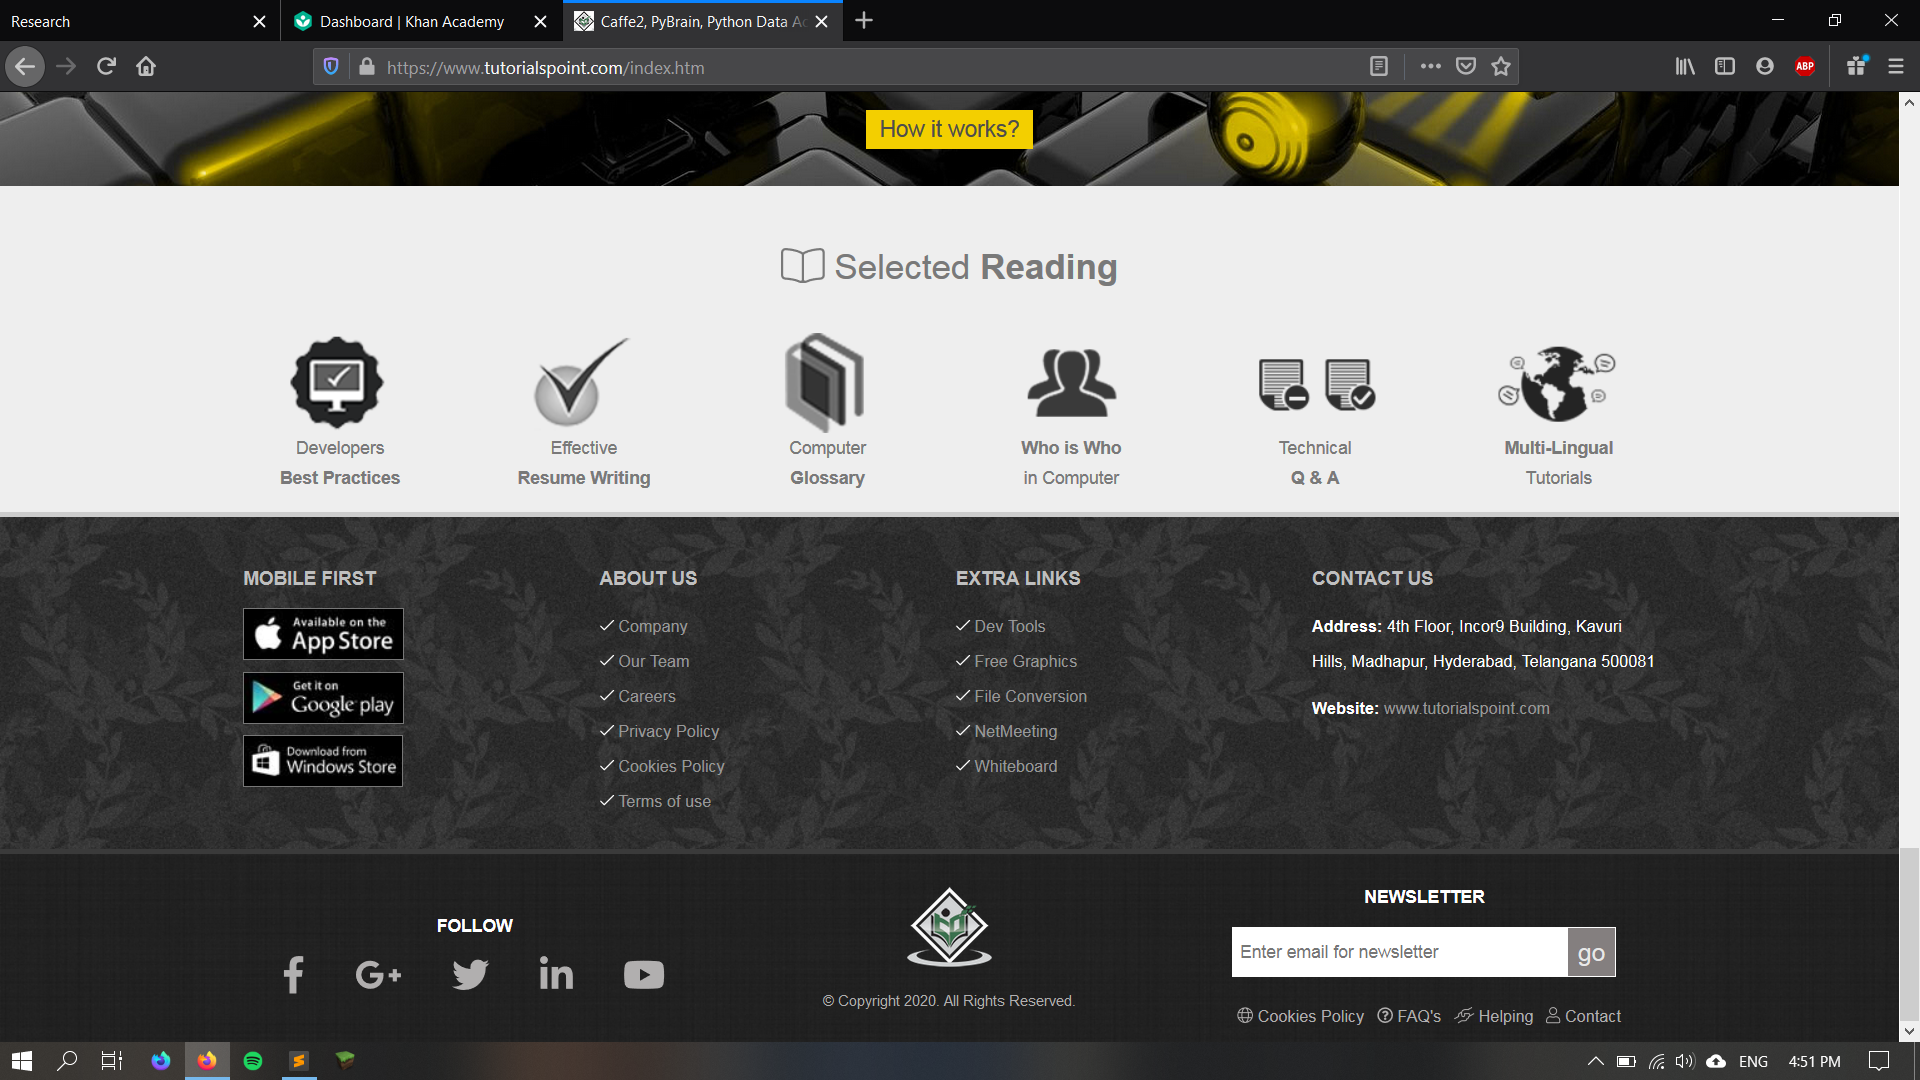 Research
Dashboard | Khan Academy
Caffe2, PyBrain, Python Data Ac
https://www.tutorialspoint.com/index.htm
ABP
How it works?
Selected Reading
Developers
Best Practices
Effective
Resume Writing
Computer
Glossary
Who is Who
in Computer
Technical
Q & A
Multi-Lingual
Tutorials
MOBILE FIRST
Available on the
App Store
Get it on
Google play
Download from
Windows Store
ABOUT US
Company
Our Team
Careers
Privacy Policy
Cookies Policy
Terms of use
EXTRA LINKS
Dev Tools
Free Graphics
File Conversion
NetMeeting
Whiteboard
CONTACT US
Address: 4th Floor, Incor9 Building, Kavuri
Hills, Madhapur, Hyderabad, Telangana 500081
Website: www.tutorialspoint.com
FOLLOW
© Copyright 2020. All Rights Reserved.
NEWSLETTER
Enter email for newsletter
go
Cookies Policy FAQ's Helping Contact
ENG
4:51 PM